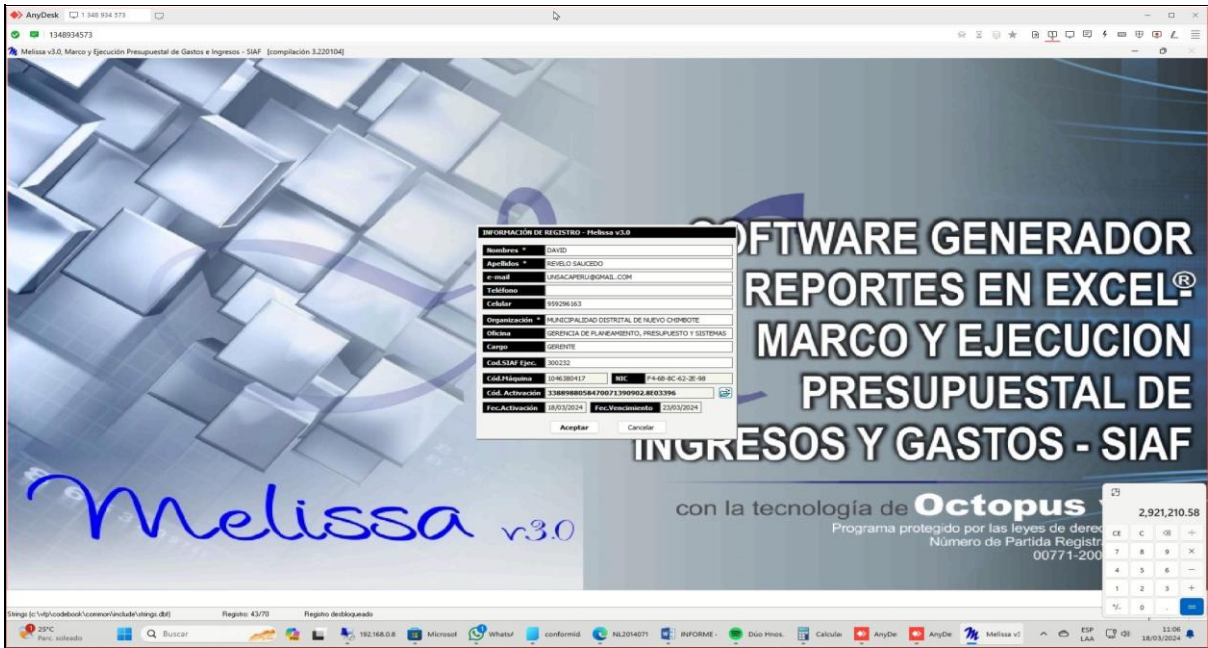 AnyDesk 1 348 934 573
1348934573
Melissa v3.0, Marco y Ejecución Presupuestal de Gastos e Ingresos - SIAF [compilación 3.220104]
SOFTWARE GENERADOR
REPORTES EN EXCEL®
MARCO Y EJECUCION
PRESUPUESTAL DE
INGRESOS Y GASTOS - SIAF
INFORMACIÓN DE REGISTRO - Melissa v3.0
Nombres * DAVID
Apellidos * REVELO SAUCEDO
e-mail UNSACAPERU@GMAIL.COM
Teléfono
Celular 959296163
Organización * MUNICIPALIDAD DISTRITAL DE NUEVO CHIMBOTE
Oficina GERENCIA DE PLANEAMIENTO, PRESUPUESTO Y SISTEMAS
Cargo GERENTE
Cod.SIAF Ejec. 300232
Cód.Máquina 1046380417 NIC F4-6B-8C-62-2E-98
Cód. Activación 3388988058470071390902.8E03396
Fec.Activación 18/03/2024 Fec.Vencimiento 23/03/2024
Aceptar Cancelar
Melissa v3.0
con la tecnología de Octopus
Programa protegido por las leyes de derec
Número de Partida Registr
00771-200
2,921,210.58
CE C
7 8 9 ×
4 5 6 −
1 2 3 +
+/- 0 . =
Strings (c:\vfp\codebook\common\include\strings.dbf) Registro: 43/70 Registro desbloqueado
25°C
Parc. soleado
Buscar
192.168.0.8
Microsof
WhatsA
conformid.
NL2014071
INFORME -
Dúo Hnos.
Calculac
AnyDe
AnyDe
Melissa v3
ESP
LAA
11:06
18/03/2024